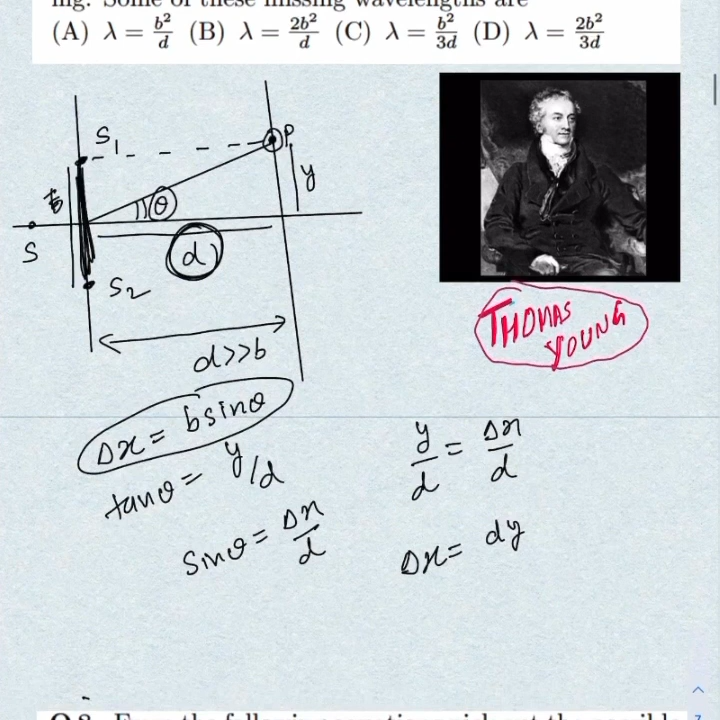 ing. Some of these missing wavelengths are
(A) λ = b²/d (B) λ = 2b²/d (C) λ = b²/3d (D) λ = 2b²/3d
S₁
P
y
b
θ
S
d
S₂
d>>b
THOMAS
YOUNG
Δx = bsinθ
tanθ = y/d
sinθ = Δx/d
y/d = Δx/d
Δx = dy